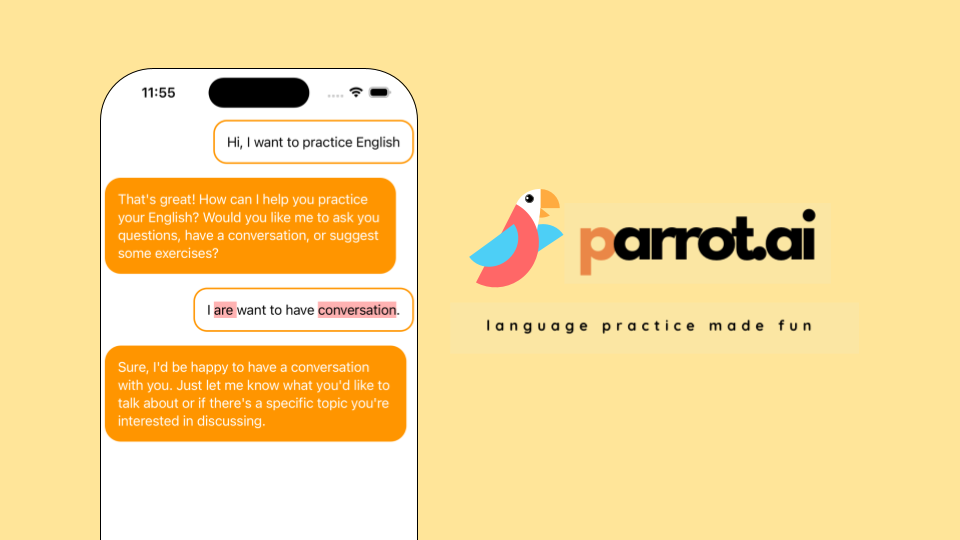 11:55
Hi, I want to practice English
That's great! How can I help you practice
your English? Would you like me to ask you
questions, have a conversation, or suggest
some exercises?
I are want to have conversation.
Sure, I'd be happy to have a conversation
with you. Just let me know what you'd like to
talk about or if there's a specific topic you're
interested in discussing.
parrot.ai
language practice made fun